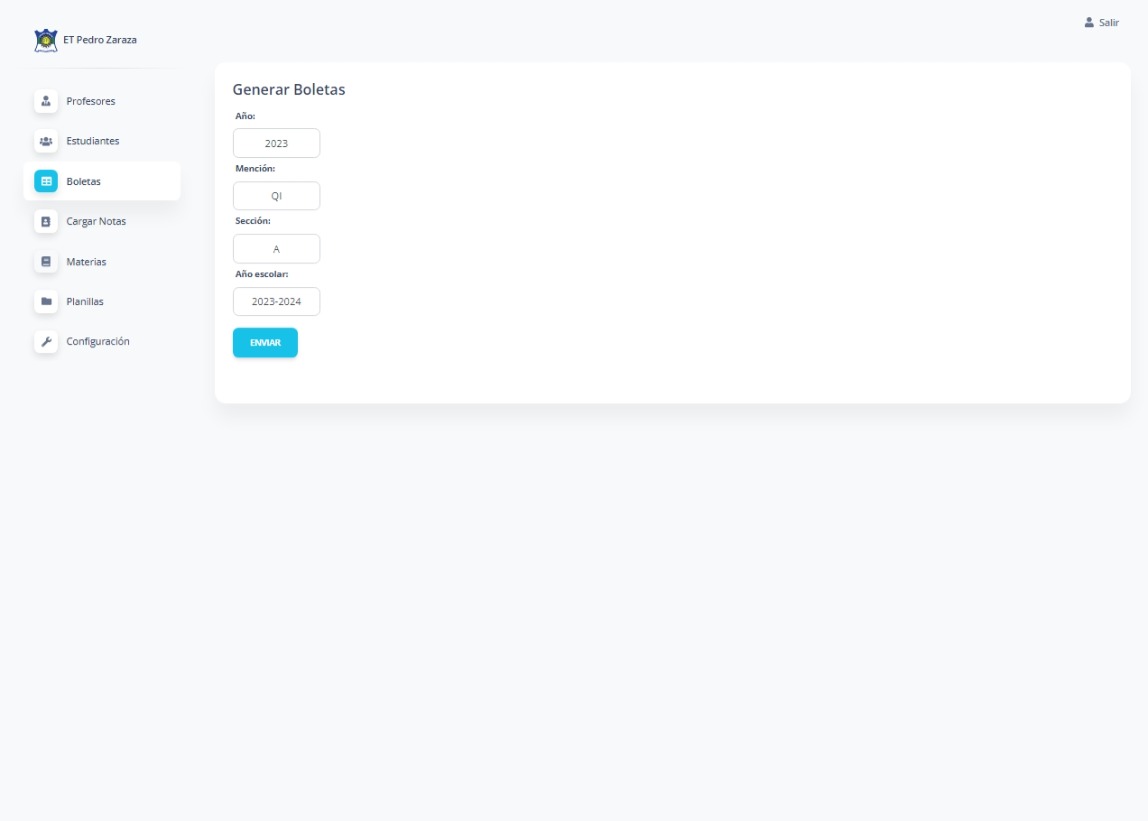 Salir
ET Pedro Zaraza
Profesores
Estudiantes
Boletas
Cargar Notas
Materias
Planillas
Configuración
Generar Boletas
Año:
2023
Mención:
QI
Sección:
A
Año escolar:
2023-2024
ENVIAR